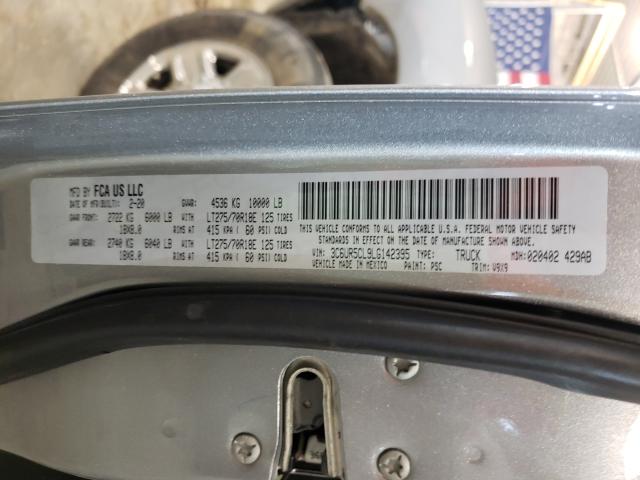 MFD BY FCA US LLC
DATE OF MFR(BUILT): 2-20 GVWR: 4536 KG 10000 LB
GAWR FRONT: 2722 KG 6000 LB WITH LT275/70R18E 125 TIRES
18X8.0 RIMS AT 415 KPA ( 60 PSI) COLD
GAWR REAR: 2740 KG 6040 LB WITH LT275/70R18E 125 TIRES
18X8.0 RIMS AT 415 KPA ( 60 PSI) COLD
THIS VEHICLE CONFORMS TO ALL APPLICABLE U.S.A. FEDERAL MOTOR VEHICLE SAFETY
STANDARDS IN EFFECT ON THE DATE OF MANUFACTURE SHOWN ABOVE.
VIN: 3C6UR5CL9LG142395 TYPE: TRUCK MDH: 020402 429AB
VEHICLE MADE IN MEXICO PAINT: PSC TRIM: V9X9